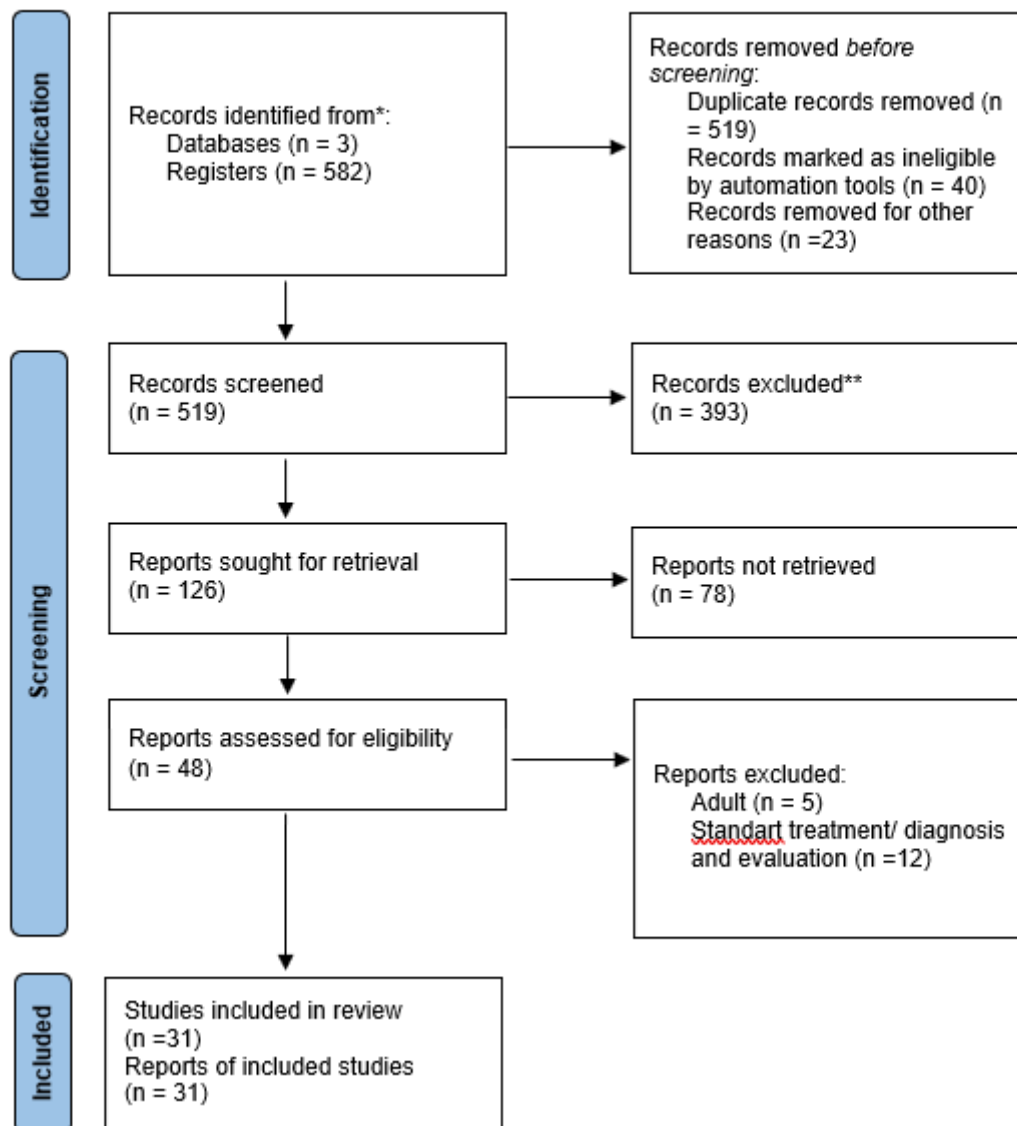 Identification
Records identified from*:
Databases (n = 3)
Registers (n = 582)
Records removed before
screening:
Duplicate records removed (n
= 519)
Records marked as ineligible
by automation tools (n = 40)
Records removed for other
reasons (n =23)
Screening
Records screened
(n = 519)
Records excluded**
(n = 393)
Reports sought for retrieval
(n = 126)
Reports not retrieved
(n = 78)
Reports assessed for eligibility
(n = 48)
Reports excluded:
Adult (n = 5)
Standart treatment/ diagnosis
and evaluation (n =12)
Included
Studies included in review
(n =31)
Reports of included studies
(n = 31)